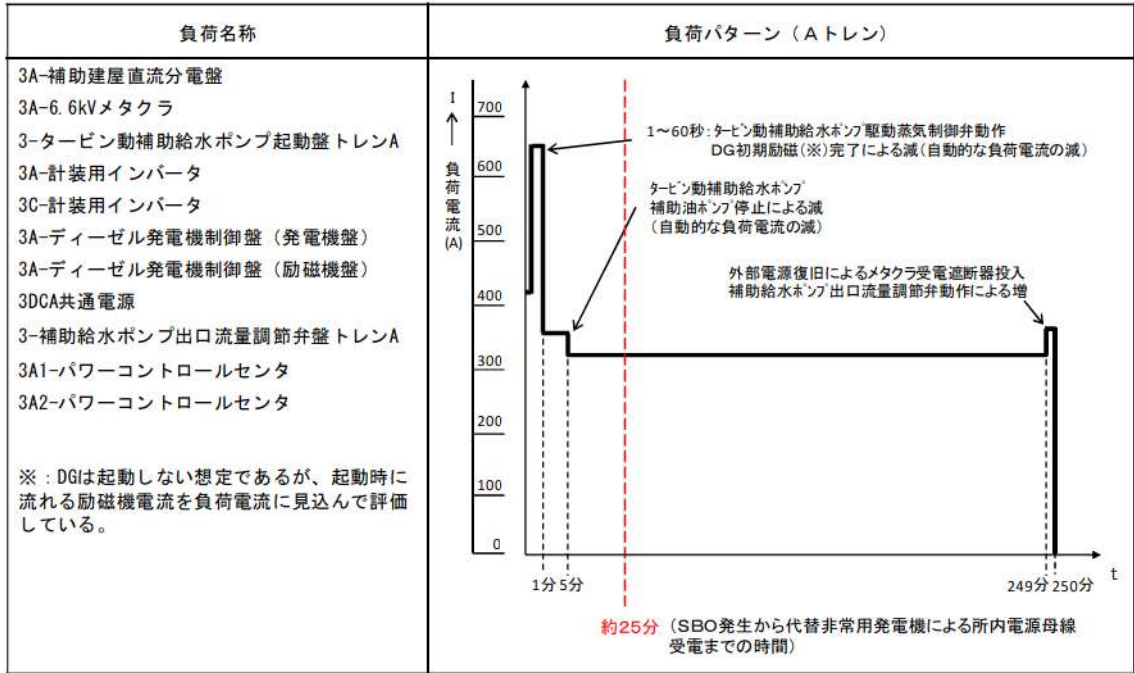 負荷名称
負荷パターン（Aトレン）
3A-補助建屋直流分電盤
3A-6.6kVメタクラ
3-タービン動補助給水ポンプ起動盤トレンA
3A-計装用インバータ
3C-計装用インバータ
3A-ディーゼル発電機制御盤（発電機盤）
3A-ディーゼル発電機制御盤（励磁機盤）
3DCA共通電源
3-補助給水ポンプ出口流量調節弁盤トレンA
3A1-パワーコントロールセンタ
3A2-パワーコントロールセンタ
※：DGは起動しない想定であるが、起動時に
流れる励磁機電流を負荷電流に見込んで評価
している。
I
負荷電流(A)
700
600
500
400
300
200
100
0
1～60秒：タービン動補助給水ポンプ駆動蒸気制御弁動作
DG初期励磁（※）完了による減（自動的な負荷電流の減）
タービン動補助給水ポンプ
補助油ポンプ停止による減
（自動的な負荷電流の減）
外部電源復旧によるメタクラ受電遮断器投入
補助給水ポンプ出口流量調節弁動作による増
1分 5分
249分 250分
t
約25分（SBO発生から代替非常用発電機による所内電源母線
受電までの時間）